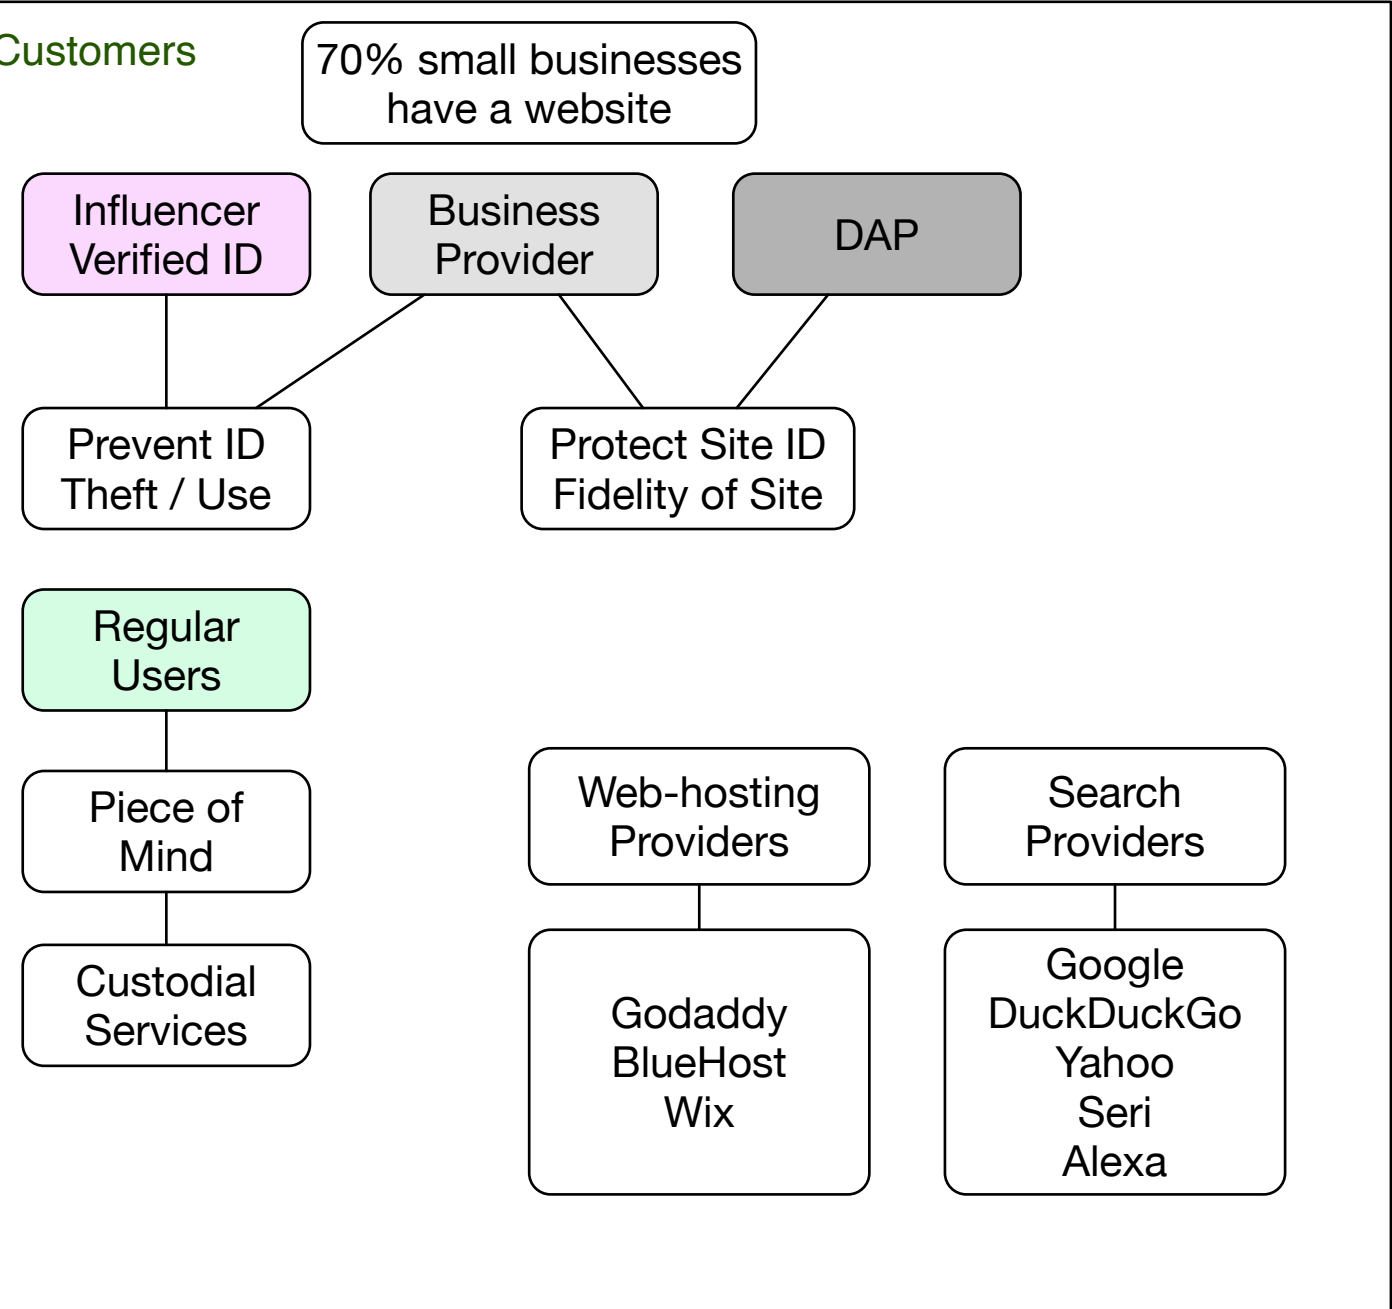 Customers
70% small businesses
have a website
Influencer
Verified ID
Business
Provider
DAP
Prevent ID
Theft / Use
Protect Site ID
Fidelity of Site
Regular
Users
Piece of
Mind
Custodial
Services
Web-hosting
Providers
Search
Providers
Godaddy
BlueHost
Wix
Google
DuckDuckGo
Yahoo
Seri
Alexa